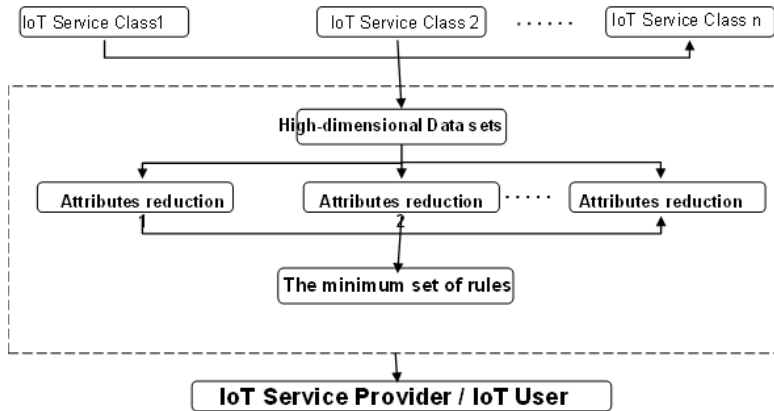 IoT Service Class1
IoT Service Class 2
......
IoT Service Class n
High-dimensional Data sets
Attributes reduction
1
Attributes reduction
2
.....
Attributes reduction
The minimum set of rules
IoT Service Provider / IoT User